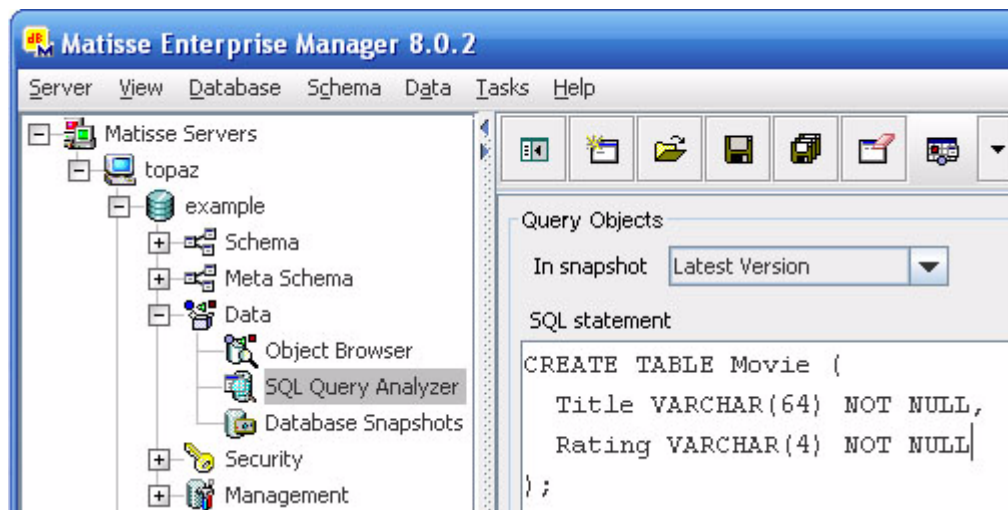 Matisse Enterprise Manager 8.0.2
Server View Database Schema Data Tasks Help
Matisse Servers
topaz
example
Schema
Meta Schema
Data
Object Browser
SQL Query Analyzer
Database Snapshots
Security
Management
Query Objects
In snapshot Latest Version
SQL statement
CREATE TABLE Movie (
Title VARCHAR(64) NOT NULL,
Rating VARCHAR(4) NOT NULL
);